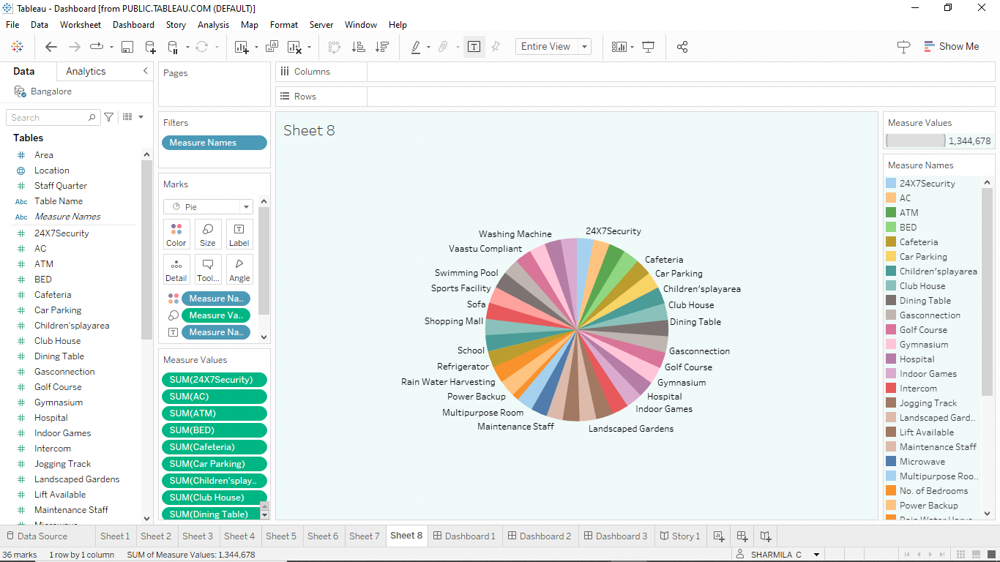 Tableau - Dashboard [from PUBLIC.TABLEAU.COM (DEFAULT)]
File Data Worksheet Dashboard Story Analysis Map Format Server Window Help
Entire View
Show Me
Data Analytics
Bangalore
Search
Tables
Area
Location
Staff Quarter
Abc Table Name
Abc Measure Names
24X7Security
AC
ATM
BED
Cafeteria
Car Parking
Children'splayarea
Club House
Dining Table
Gasconnection
Golf Course
Gymnasium
Hospital
Indoor Games
Intercom
Jogging Track
Landscaped Gardens
Lift Available
Maintenance Staff
Pages
Filters
Measure Names
Marks
Pie
Color Size Label
Detail Tool... Angle
Measure Na..
Measure Va..
Measure Na..
Measure Values
SUM(24X7Security)
SUM(AC)
SUM(ATM)
SUM(BED)
SUM(Cafeteria)
SUM(Car Parking)
SUM(Children'splay..
SUM(Club House)
SUM(Dining Table)
Columns
Rows
Sheet 8
24X7Security
Cafeteria
Car Parking
Children'splayarea
Club House
Dining Table
Gasconnection
Golf Course
Gymnasium
Hospital
Indoor Games
Landscaped Gardens
Maintenance Staff
Multipurpose Room
Power Backup
Rain Water Harvesting
Refrigerator
School
Shopping Mall
Sofa
Sports Facility
Swimming Pool
Vaastu Compliant
Washing Machine
Measure Values
1,344,678
Measure Names
24X7Security
AC
ATM
BED
Cafeteria
Car Parking
Children'splayarea
Club House
Dining Table
Gasconnection
Golf Course
Gymnasium
Hospital
Indoor Games
Intercom
Jogging Track
Landscaped Gard..
Lift Available
Maintenance Staff
Microwave
Multipurpose Roo..
No. of Bedrooms
Power Backup
Data Source Sheet 1 Sheet 2 Sheet 3 Sheet 4 Sheet 5 Sheet 6 Sheet 7 Sheet 8 Dashboard 1 Dashboard 2 Dashboard 3 Story 1
36 marks 1 row by 1 column SUM of Measure Values: 1,344,678 SHARMILA C